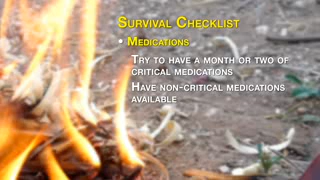 Survival Checklist
• Medications
Try to have a month or two of
critical medications
Have non-critical medications
available